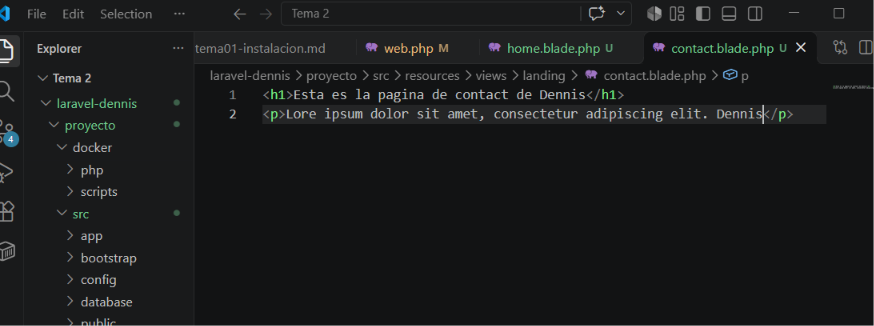 File Edit Selection ... Tema 2
Explorer ...
tema01-instalacion.md web.php M home.blade.php U contact.blade.php U
laravel-dennis > proyecto > src > resources > views > landing > contact.blade.php > p
Tema 2
laravel-dennis
proyecto
docker
php
scripts
src
app
bootstrap
config
database
public
4
1 <h1>Esta es la pagina de contact de Dennis</h1>
2 <p>Lore ipsum dolor sit amet, consectetur adipiscing elit. Dennis</p>